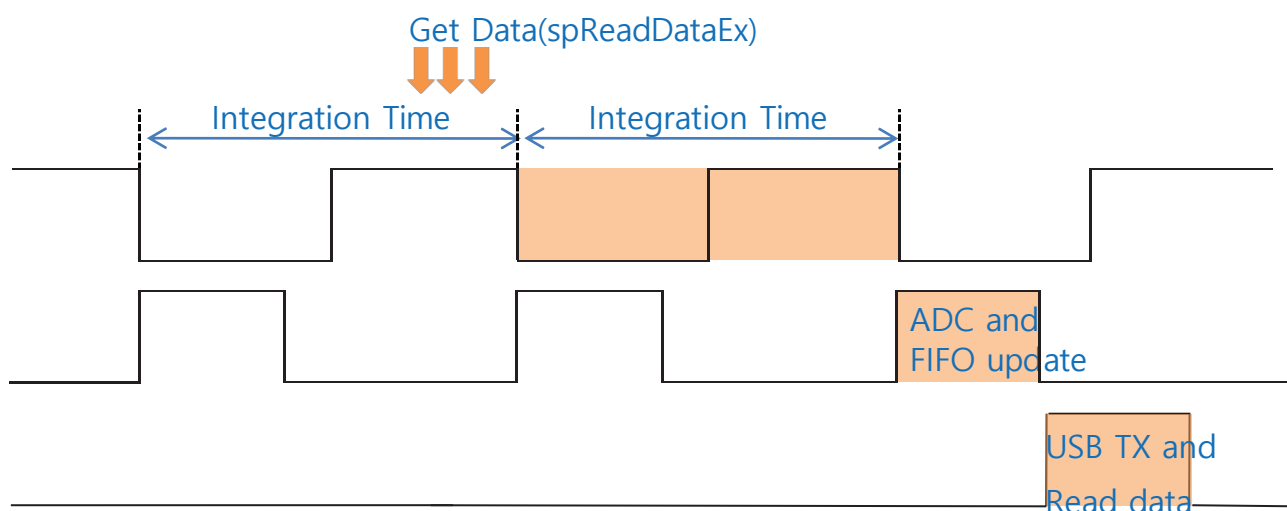 Get Data(spReadDataEx)
Integration Time
Integration Time
ADC and
FIFO update
USB TX and
Read data